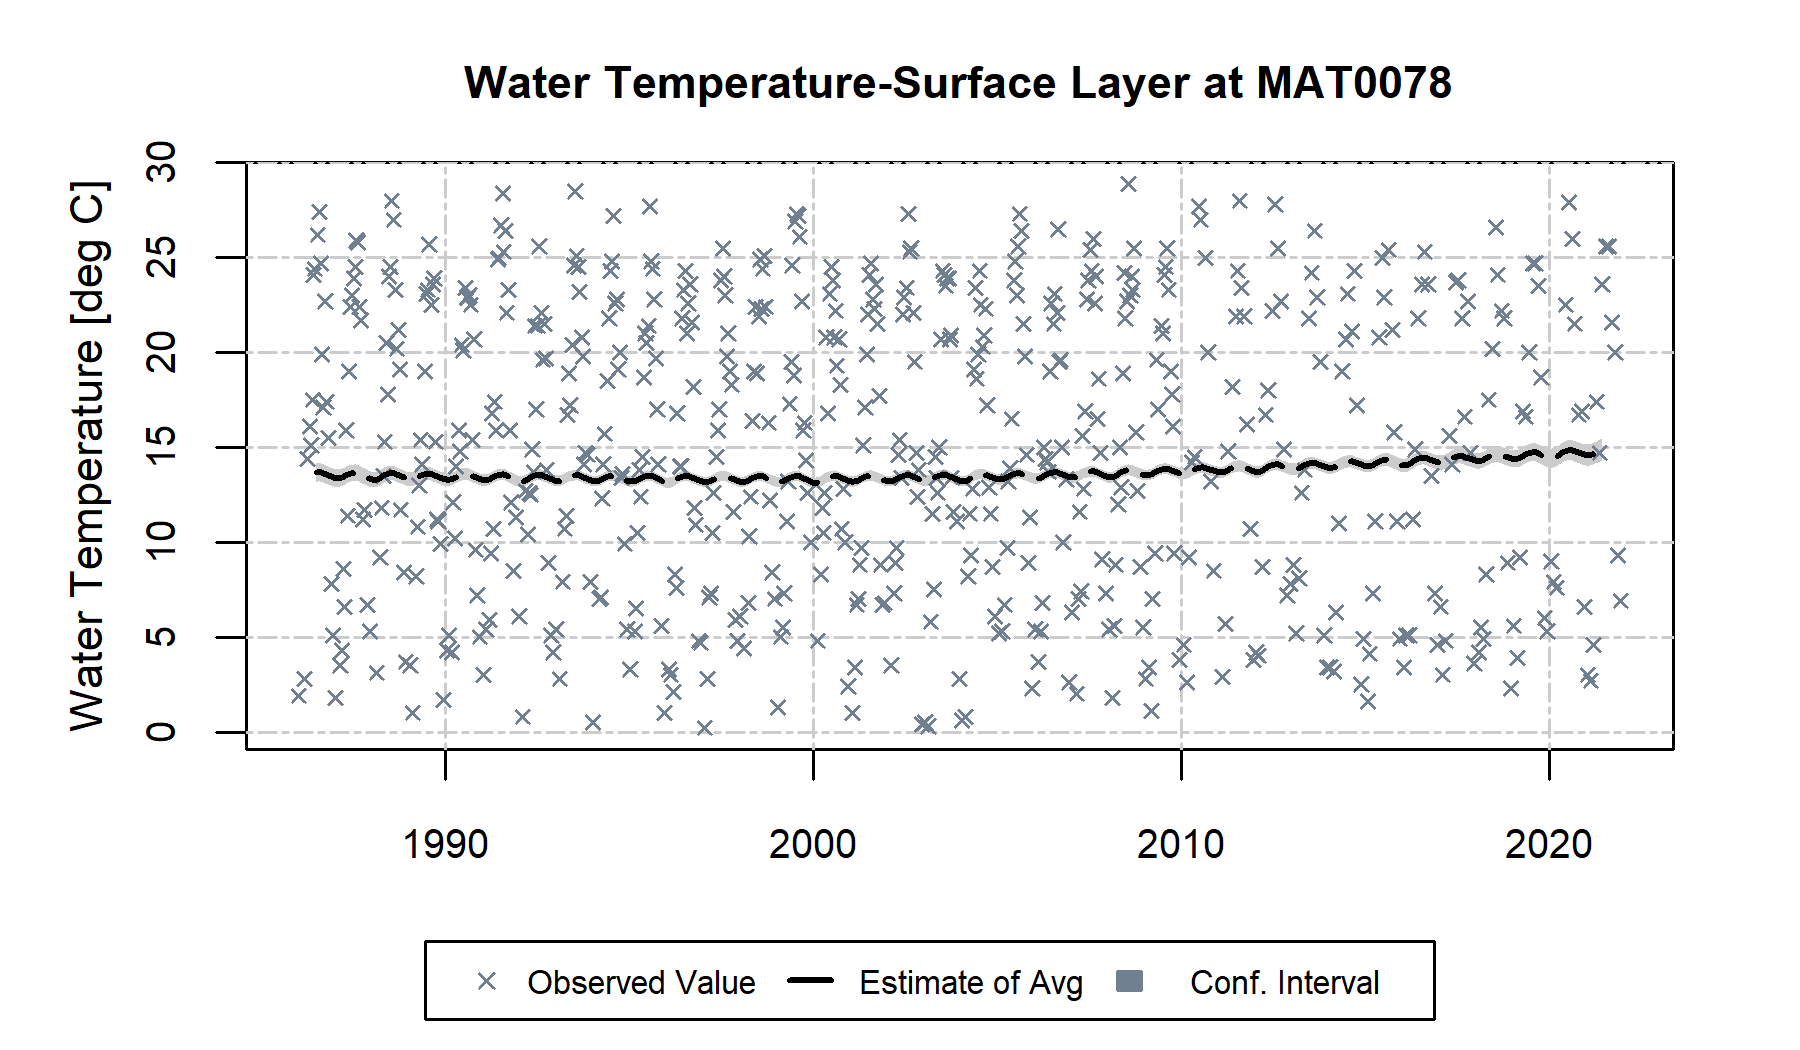 Water Temperature-Surface Layer at MAT0078
Water Temperature [deg C]
30
25
20
15
10
5
0
1990 2000 2010 2020
Observed Value Estimate of Avg Conf. Interval